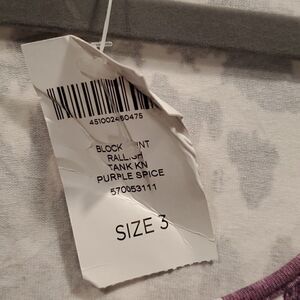 451002460475
BLOCK
TANK KN
PURPLE SPICE
570053111
SIZE 3